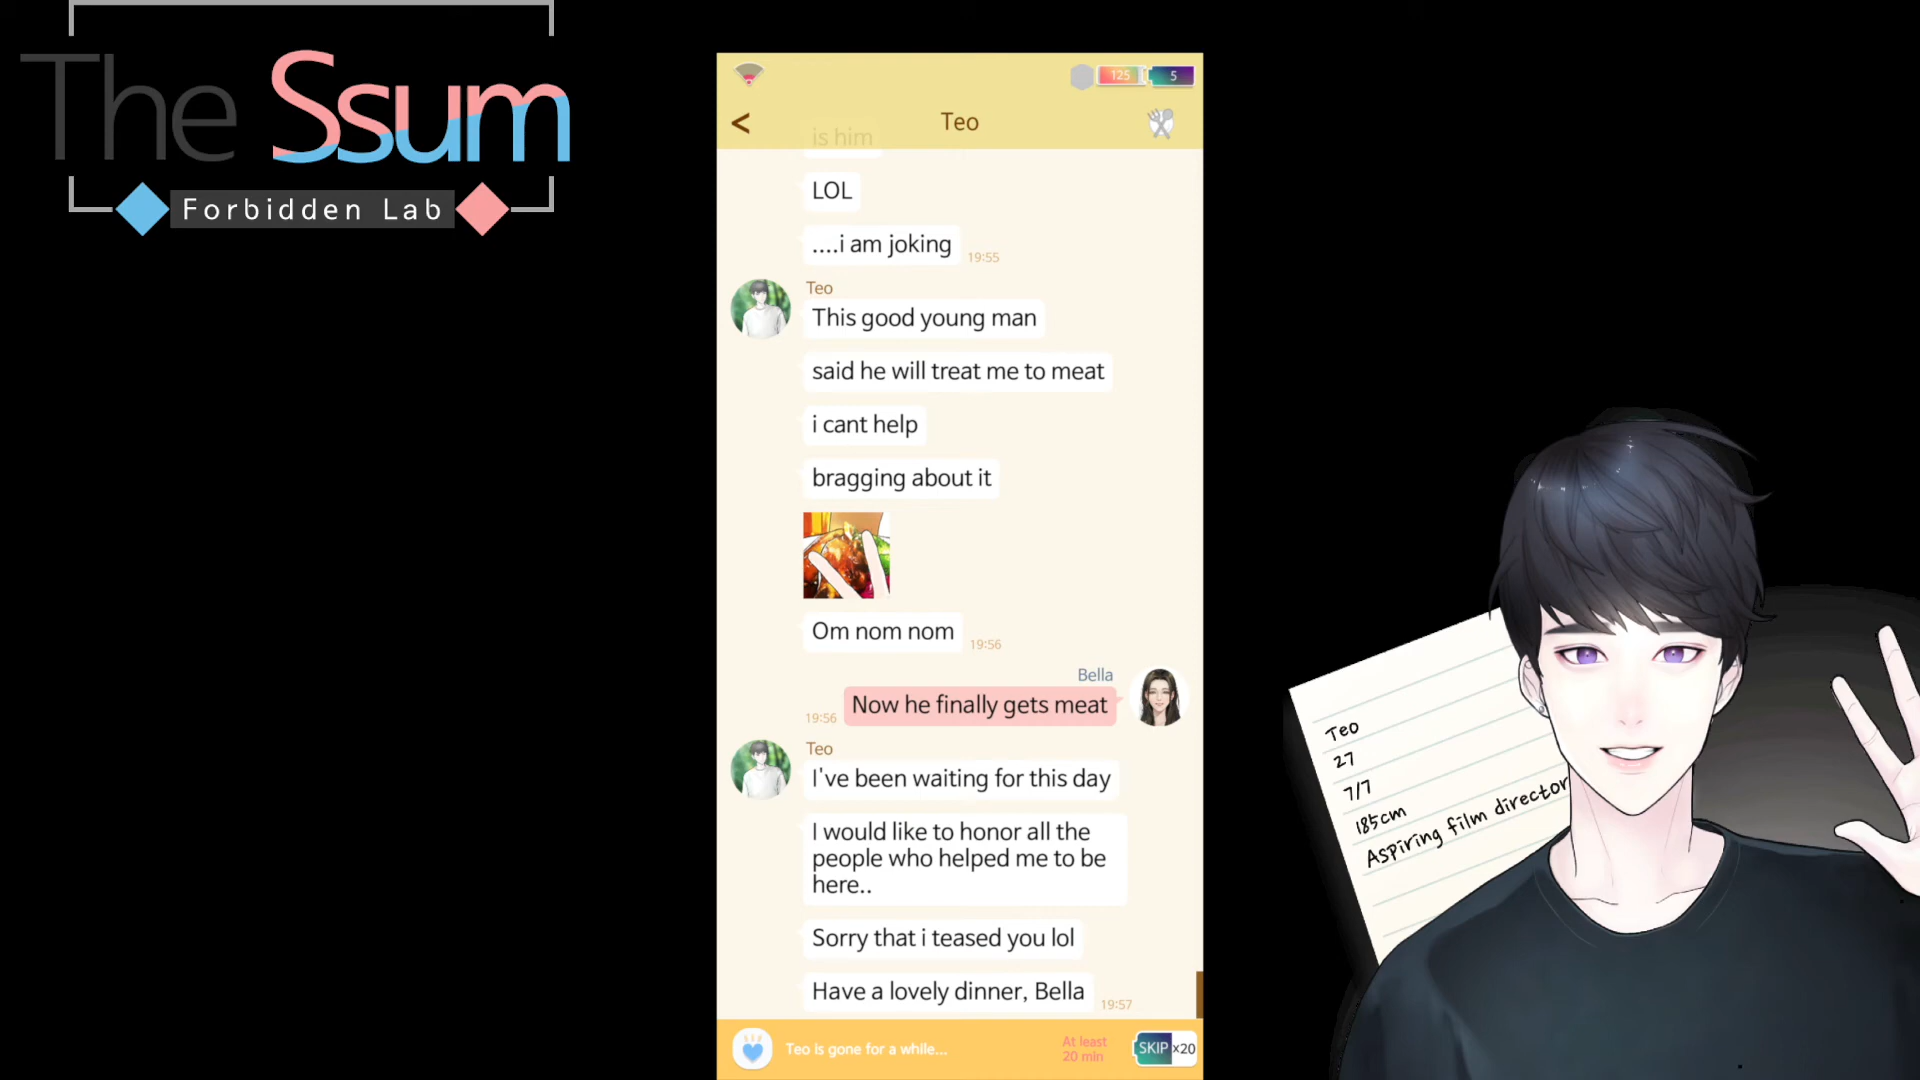 The Ssum
Forbidden Lab
125
5
<
Teo
is him
LOL
....i am joking
19:55
Teo
This good young man
said he will treat me to meat
i cant help
bragging about it
Om nom nom
19:56
Bella
Now he finally gets meat
19:56
Teo
I've been waiting for this day
I would like to honor all the
people who helped me to be
here..
Sorry that i teased you lol
Have a lovely dinner, Bella
19:57
Teo is gone for a while...
At least
20 min
SKIP x20
Teo
27
7/7
185cm
Aspiring film director